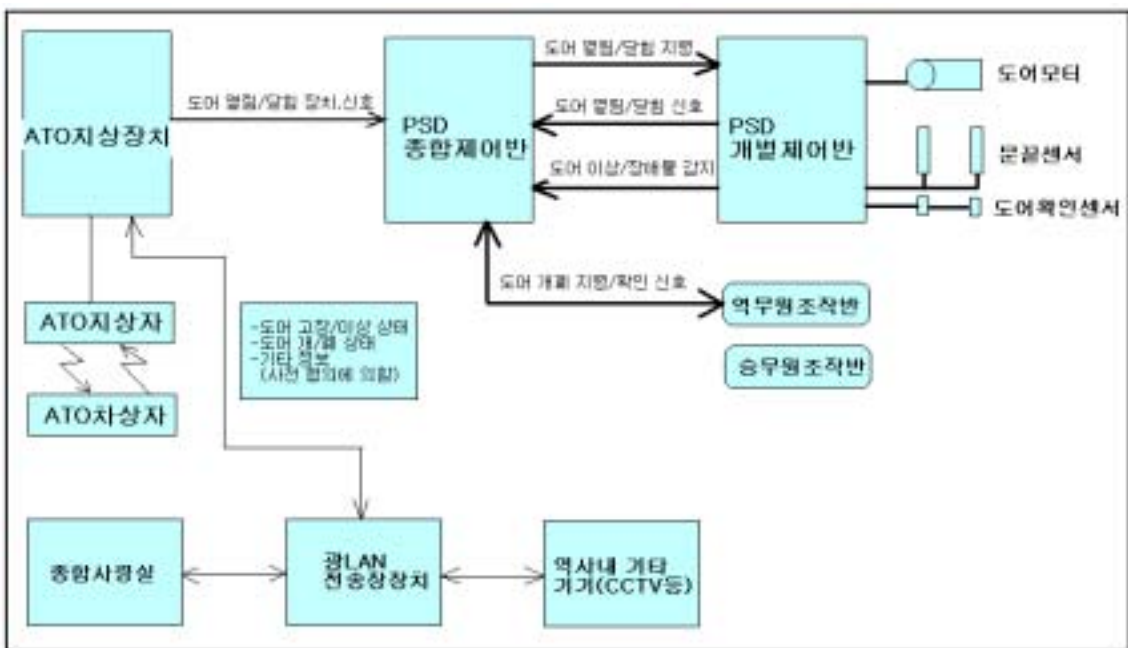 ATO지상장치
도어 열림/닫힘 장치.신호
PSD
종합제어반
도어 열림/닫힘 지령
도어 열림/닫힘 신호
도어 이상/장애물 감지
PSD
개별제어반
도어모터
문끝센서
도어확인센서
도어 개폐 지령/확인 신호
역무원조작반
승무원조작반
ATO지상자
ATO차상자
-도어 고장/이상 상태
-도어 개/폐 상태
-기타 정보
(사전 협의에 의함)
종합사령실
광LAN
전송장장치
역사내 기타
기기(CCTV등)